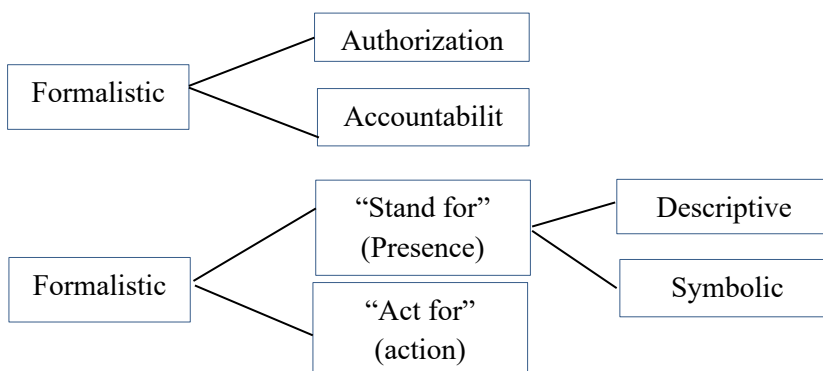 Authorization
Formalistic
Accountabilit
“Stand for”
(Presence)
Descriptive
Formalistic
Symbolic
“Act for”
(action)